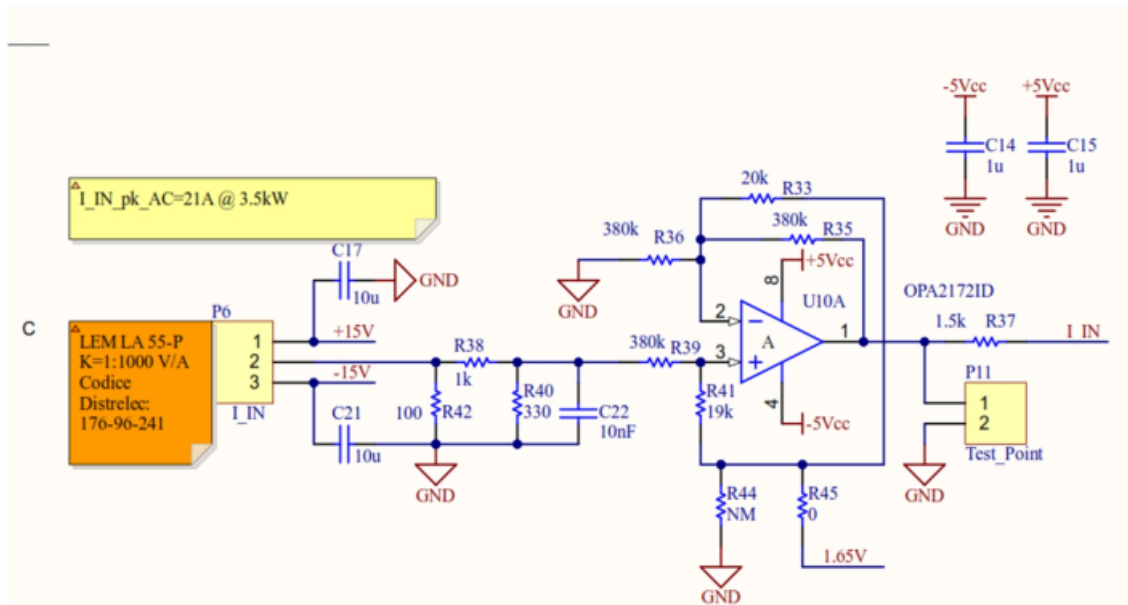 -5Vcc
+5Vcc
C14
1u
C15
1u
GND
GND
I_IN_pk_AC=21A @ 3.5kW
20k
R33
380k
R35
380k
R36
+5Vcc
8
U10A
GND
OPA2172ID
C17
10u
GND
C
P6
LEM LA 55-P
K=1:1000 V/A
Codice
Distrelec:
176-96-241
1
2
3
I_IN
+15V
-15V
R38
1k
380k
R39
2
3
A
1
1.5k
R37
I_IN
100
R42
R40
330
C22
10nF
R41
19k
4
-5Vcc
P11
1
2
Test_Point
C21
10u
GND
GND
R44
NM
R45
0
1.65V
GND